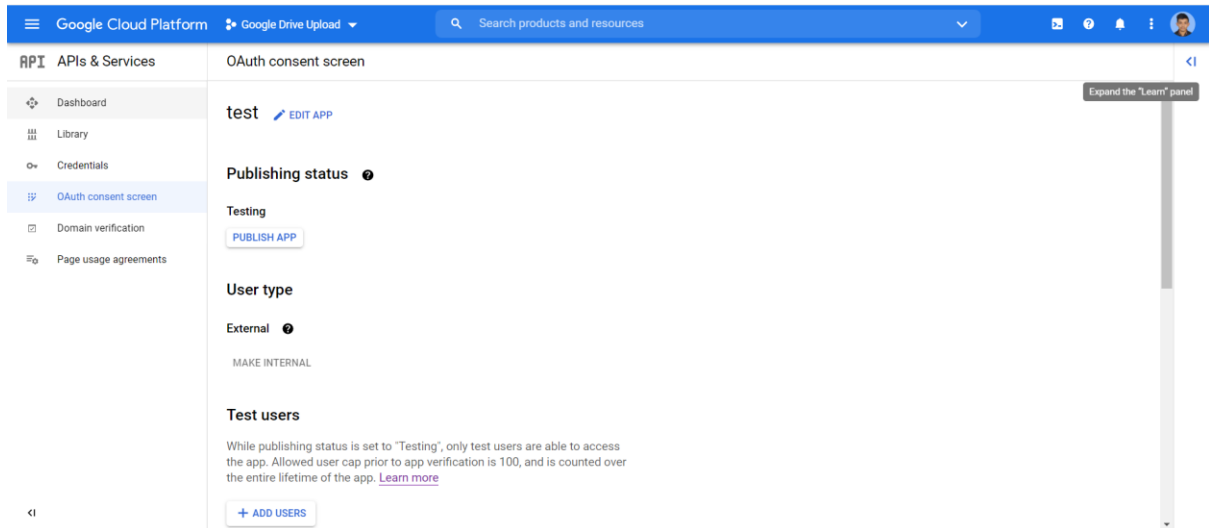 Google Cloud Platform
Google Drive Upload
Search products and resources
API APIs & Services
OAuth consent screen
Expand the "Learn" panel
Dashboard
Library
Credentials
OAuth consent screen
Domain verification
Page usage agreements
test
EDIT APP
Publishing status
Testing
PUBLISH APP
User type
External
MAKE INTERNAL
Test users
While publishing status is set to "Testing", only test users are able to access
the app. Allowed user cap prior to app verification is 100, and is counted over
the entire lifetime of the app. Learn more
+ ADD USERS